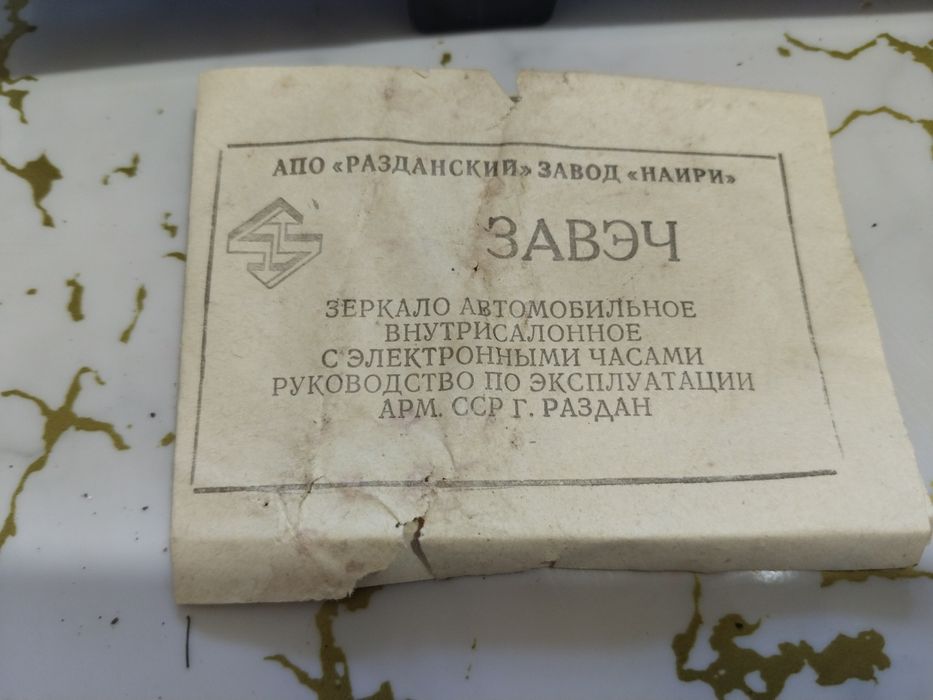 АПО «РАЗДАНСКИЙ» ЗАВОД «НАИРИ»
ЗАВЭЧ
ЗЕРКАЛО АВТОМОБИЛЬНОЕ
ВНУТРИСАЛОННОЕ
С ЭЛЕКТРОННЫМИ ЧАСАМИ
РУКОВОДСТВО ПО ЭКСПЛУАТАЦИИ
АРМ. ССР Г. РАЗДАН